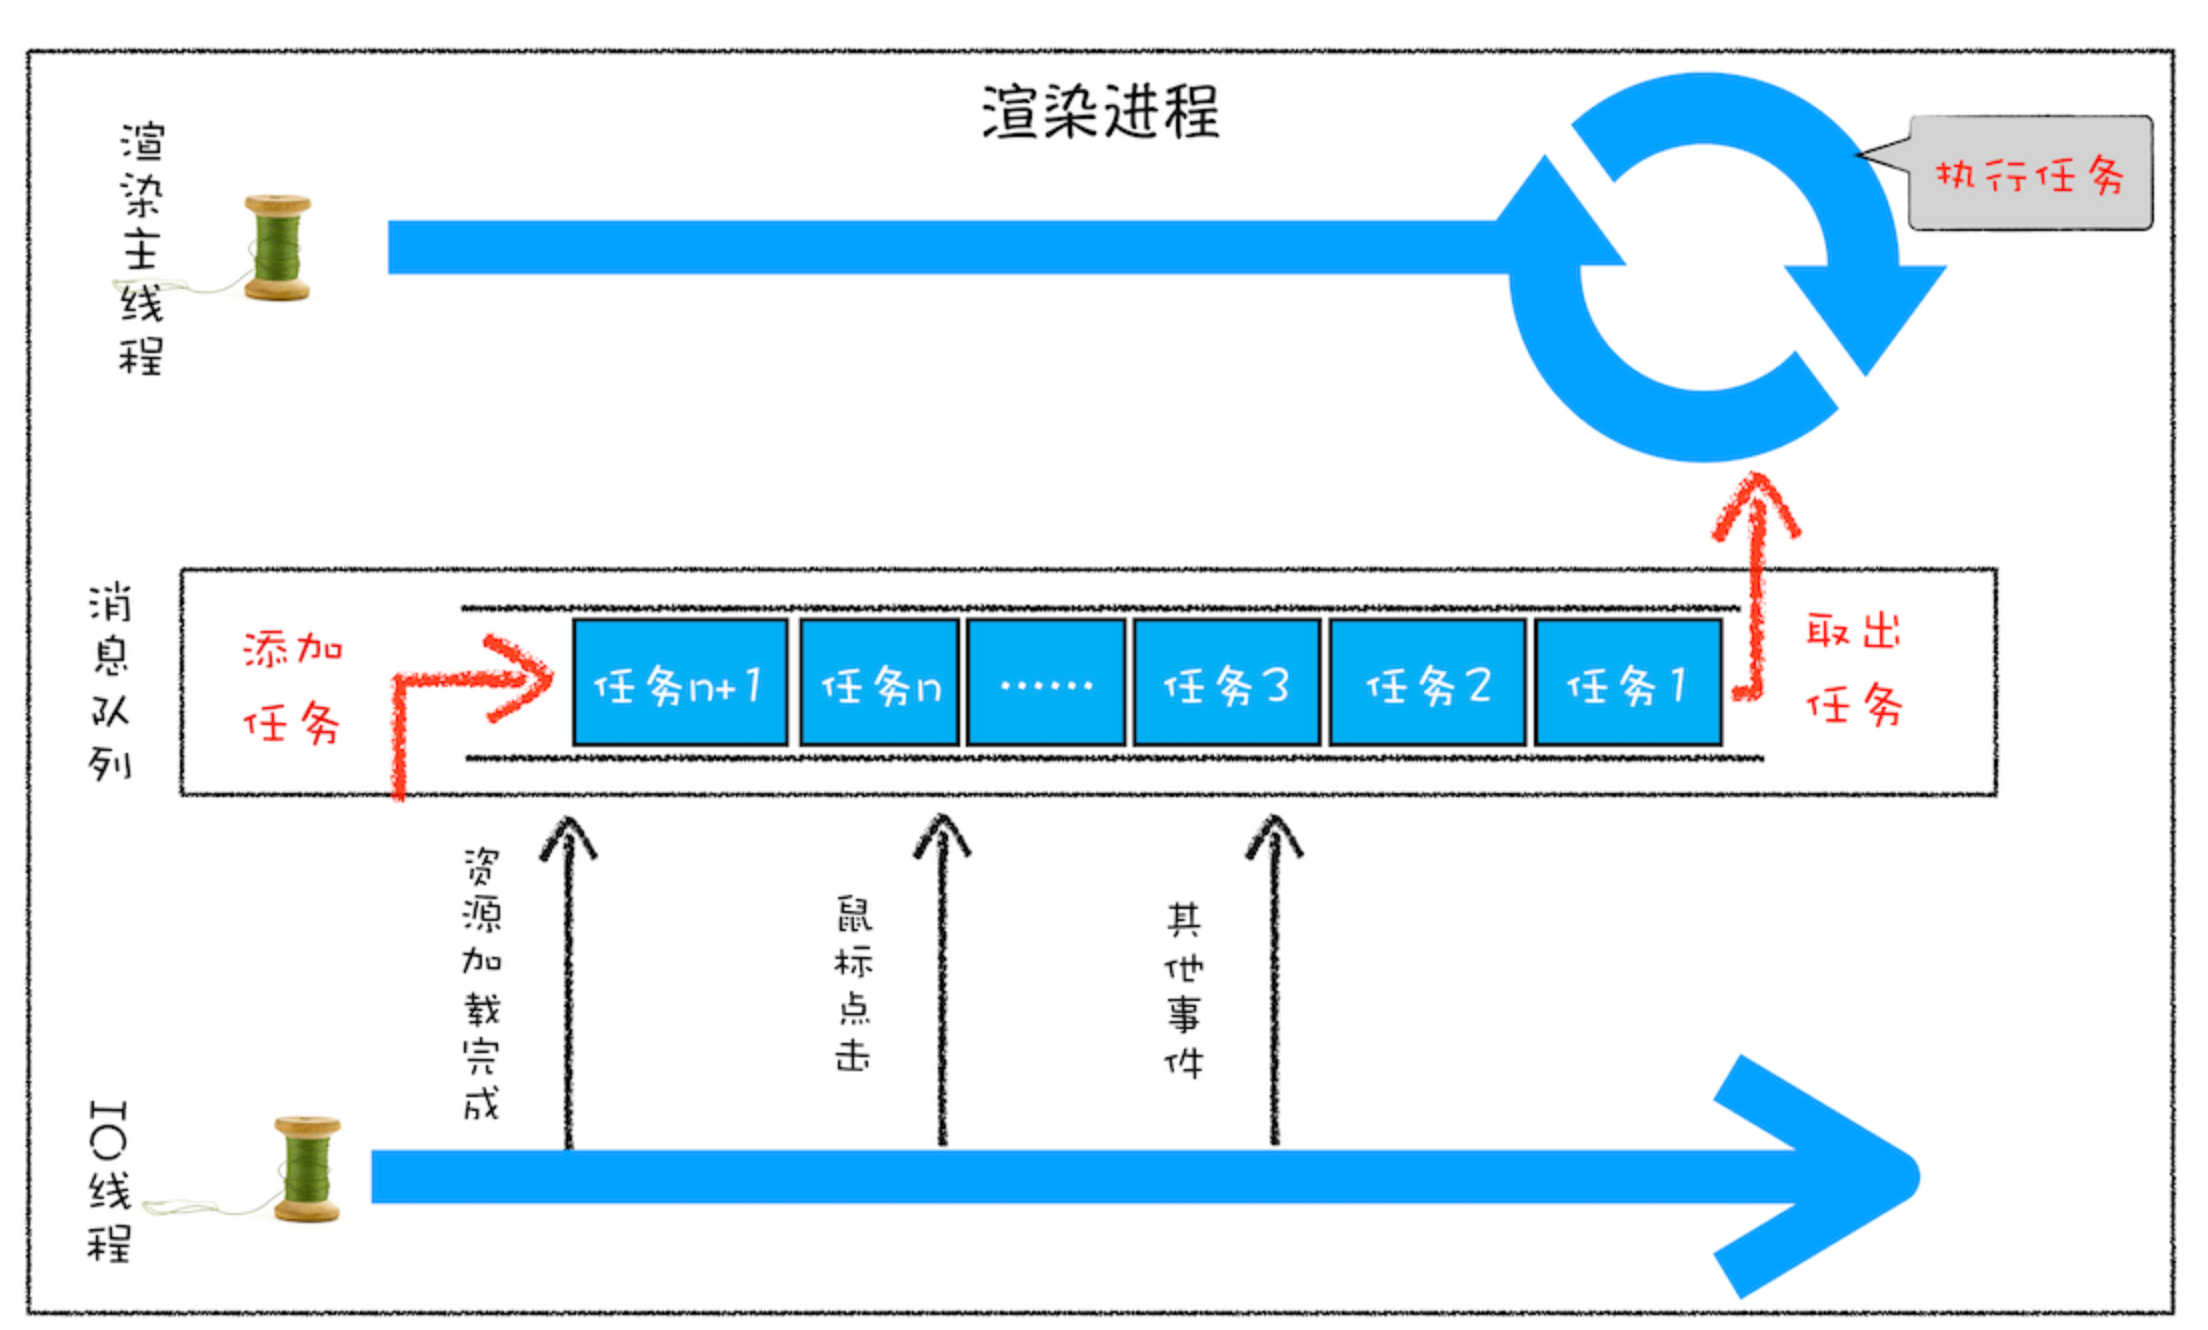 渲染进程
渲染主线程
执行任务
消息队列
添加
任务
任务n+1
任务n
......
任务3
任务2
任务1
取出
任务
资源加载完成
鼠标点击
其他事件
IO线程